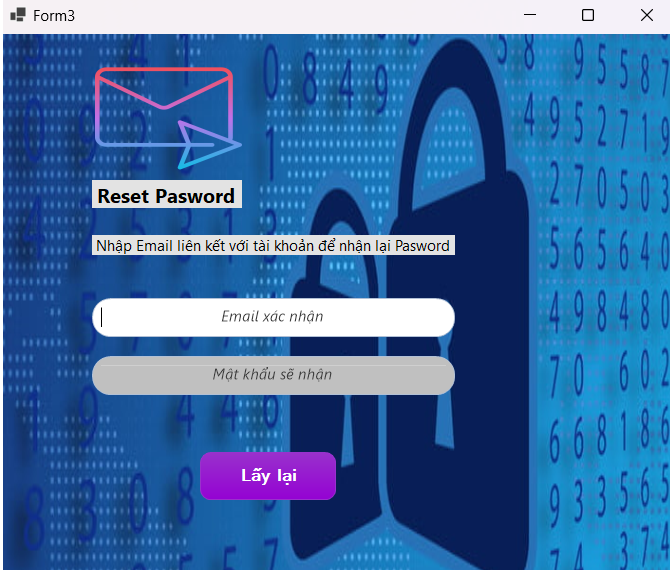 Form3
Reset Pasword
Nhập Email liên kết với tài khoản để nhận lại Pasword
Email xác nhận
Mật khẩu sẽ nhận
Lấy lại